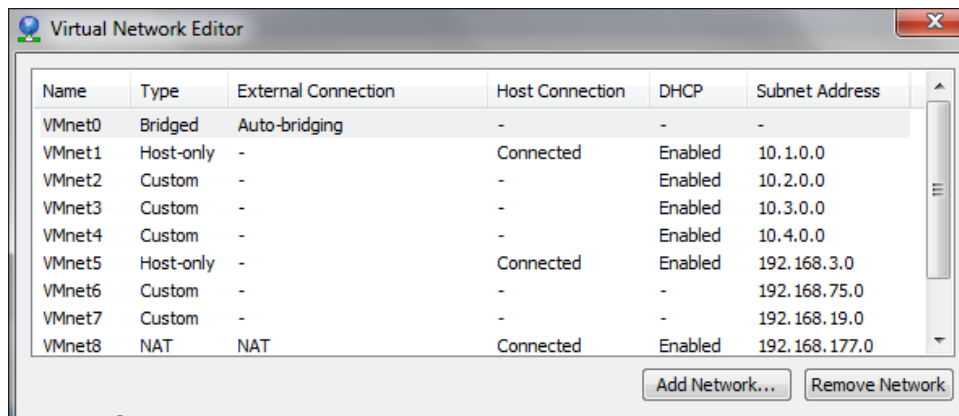 Virtual Network Editor
Name Type External Connection Host Connection DHCP Subnet Address
VMnet0 Bridged Auto-bridging - - -
VMnet1 Host-only - Connected Enabled 10.1.0.0
VMnet2 Custom - - Enabled 10.2.0.0
VMnet3 Custom - - Enabled 10.3.0.0
VMnet4 Custom - - Enabled 10.4.0.0
VMnet5 Host-only - Connected Enabled 192.168.3.0
VMnet6 Custom - - - 192.168.75.0
VMnet7 Custom - - - 192.168.19.0
VMnet8 NAT NAT Connected Enabled 192.168.177.0
Add Network... Remove Network